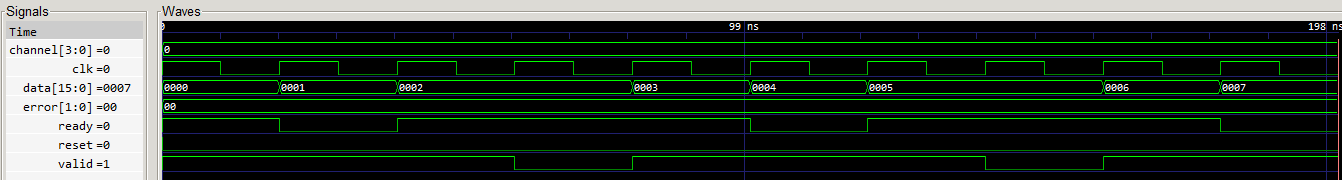 Signals
Waves
Time
99 ns
198 ns
channel[3:0] =0
0
clk =0
data[15:0] =0007
0000 0001 0002 0003 0004 0005 0006 0007
error[1:0] =00
00
ready =0
reset =0
valid =1